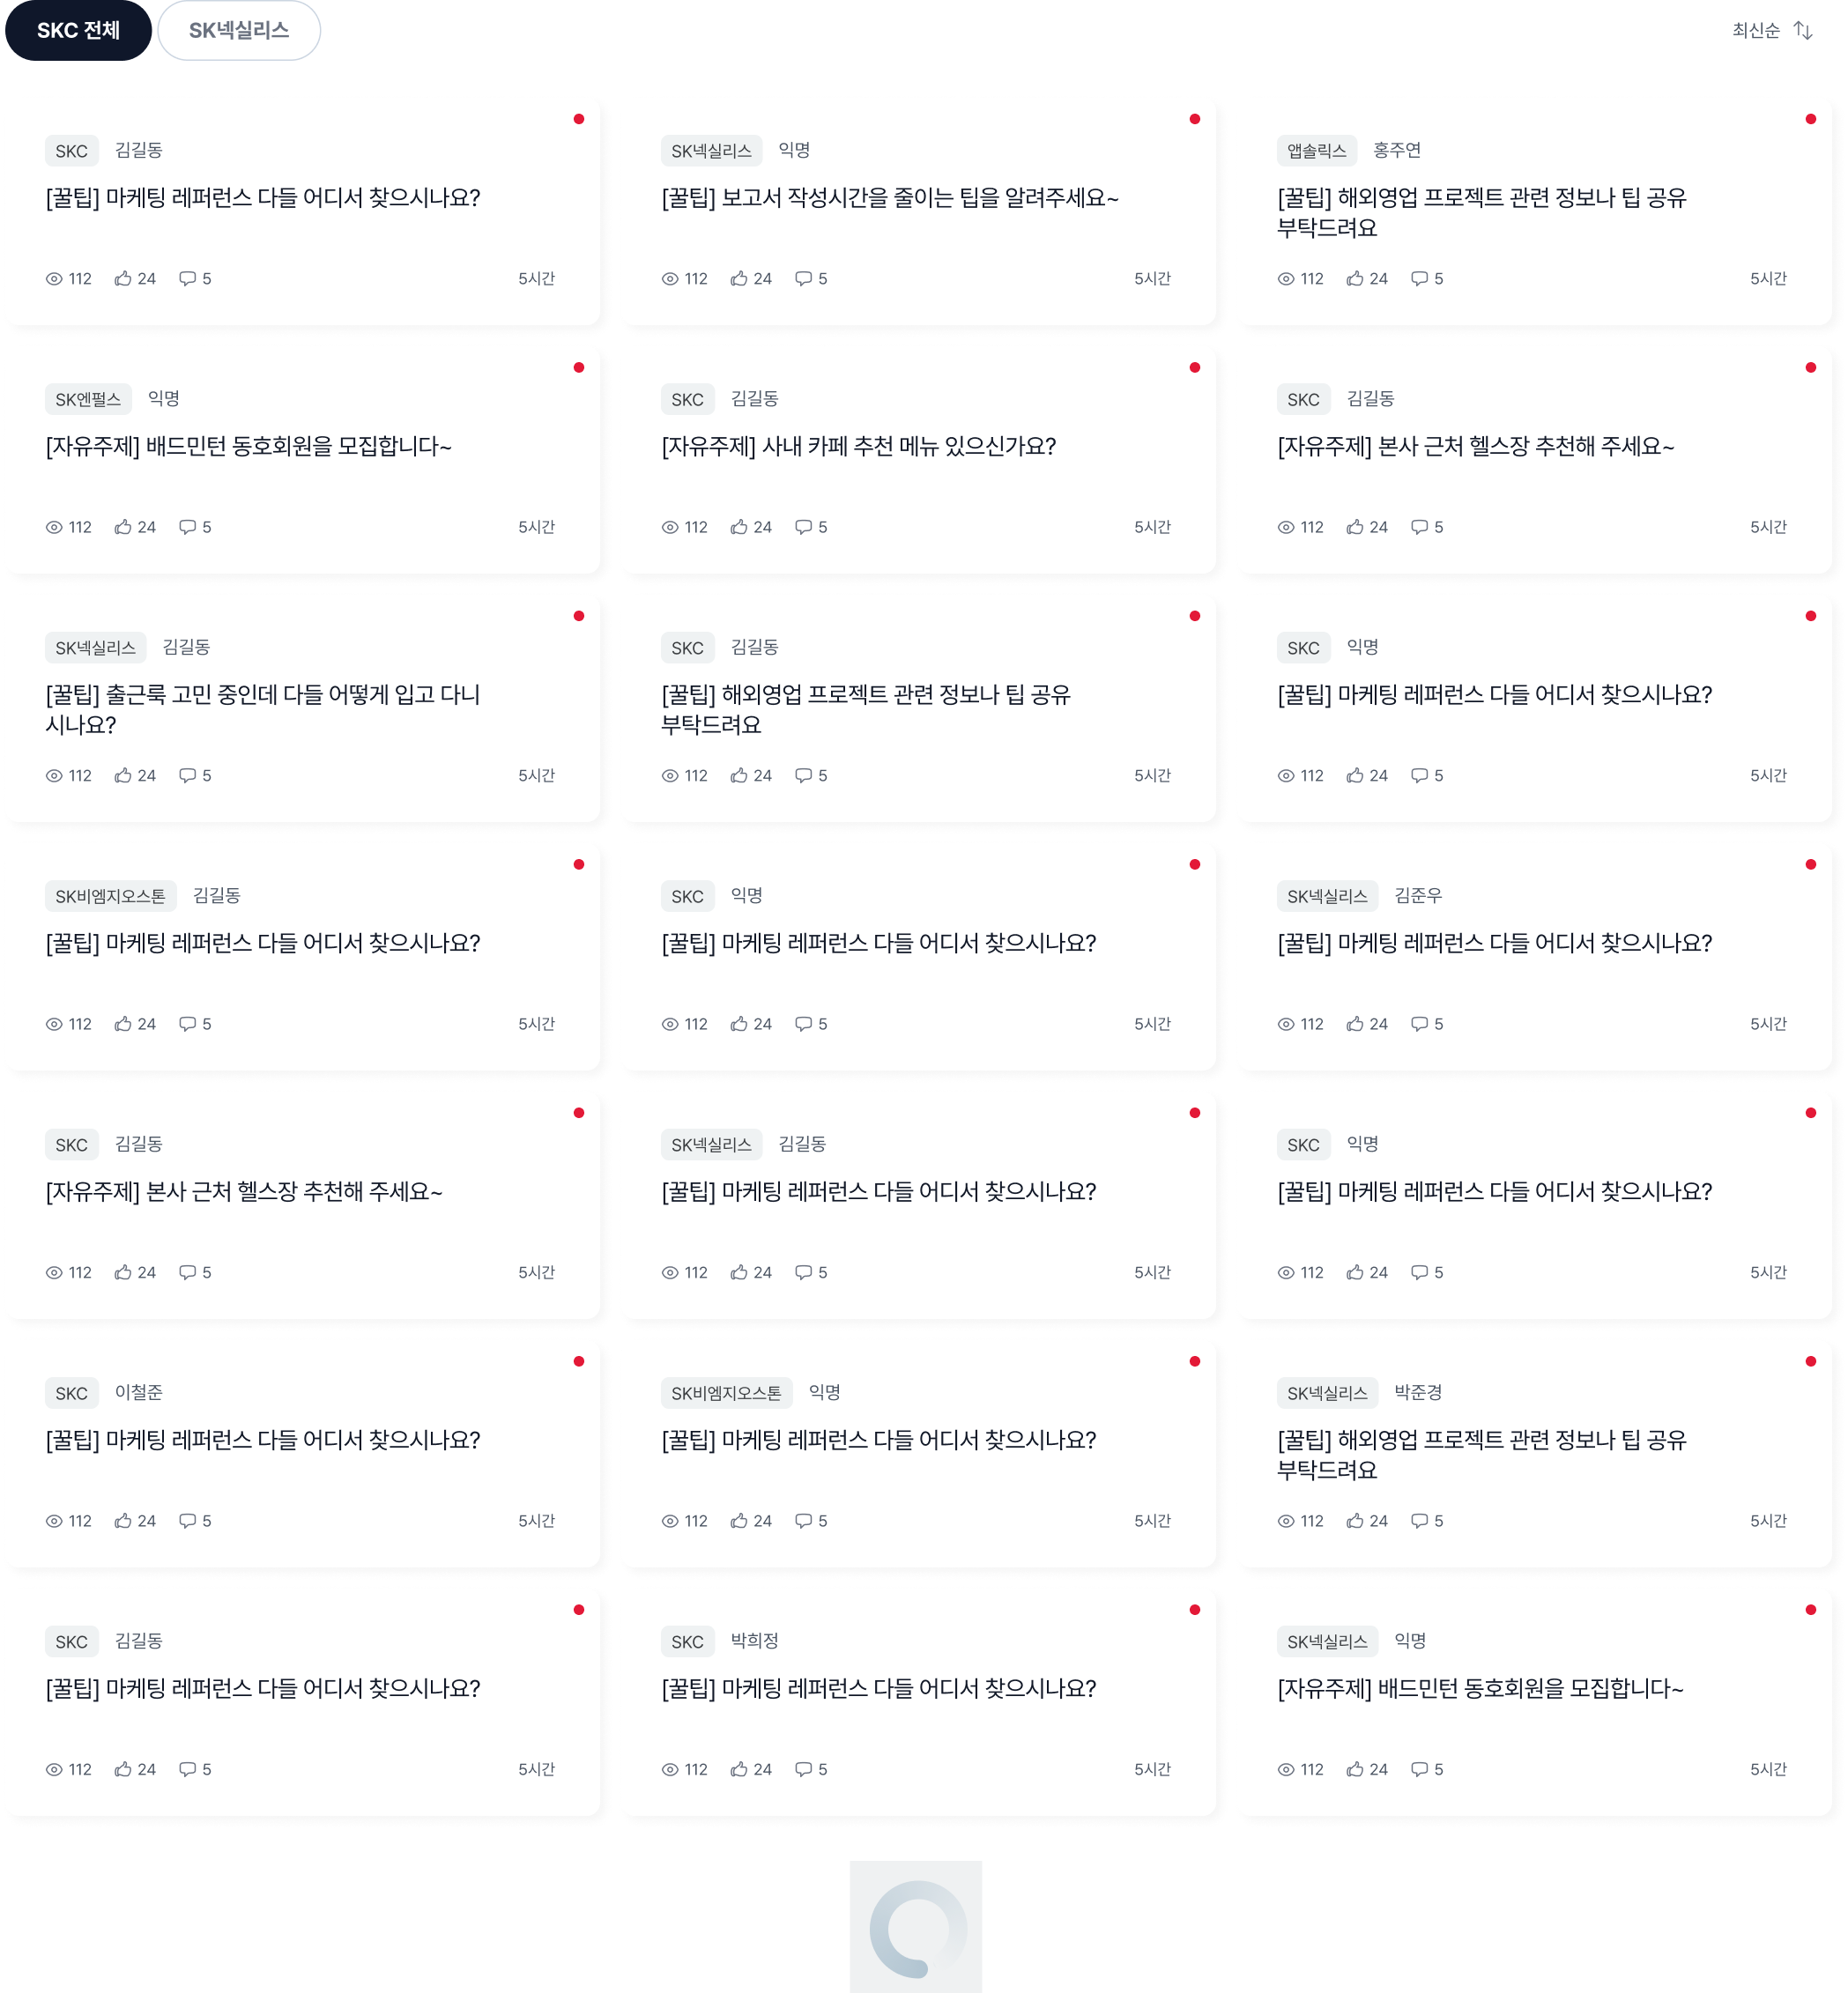 SKC 전체 SK넥실리스 최신순
SKC 김길동
[꿀팁] 마케팅 레퍼런스 다들 어디서 찾으시나요?
112 24 5 5시간
SK넥실리스 익명
[꿀팁] 보고서 작성시간을 줄이는 팁을 알려주세요~
112 24 5 5시간
앱솔릭스 홍주연
[꿀팁] 해외영업 프로젝트 관련 정보나 팁 공유
부탁드려요
112 24 5 5시간
SK엔펄스 익명
[자유주제] 배드민턴 동호회원을 모집합니다~
112 24 5 5시간
SKC 김길동
[자유주제] 사내 카페 추천 메뉴 있으신가요?
112 24 5 5시간
SKC 김길동
[자유주제] 본사 근처 헬스장 추천해 주세요~
112 24 5 5시간
SK넥실리스 김길동
[꿀팁] 출근룩 고민 중인데 다들 어떻게 입고 다니
시나요?
112 24 5 5시간
SKC 김길동
[꿀팁] 해외영업 프로젝트 관련 정보나 팁 공유
부탁드려요
112 24 5 5시간
SKC 익명
[꿀팁] 마케팅 레퍼런스 다들 어디서 찾으시나요?
112 24 5 5시간
SK비엠지오스톤 김길동
[꿀팁] 마케팅 레퍼런스 다들 어디서 찾으시나요?
112 24 5 5시간
SKC 익명
[꿀팁] 마케팅 레퍼런스 다들 어디서 찾으시나요?
112 24 5 5시간
SK넥실리스 김준우
[꿀팁] 마케팅 레퍼런스 다들 어디서 찾으시나요?
112 24 5 5시간
SKC 김길동
[자유주제] 본사 근처 헬스장 추천해 주세요~
112 24 5 5시간
SK넥실리스 김길동
[꿀팁] 마케팅 레퍼런스 다들 어디서 찾으시나요?
112 24 5 5시간
SKC 익명
[꿀팁] 마케팅 레퍼런스 다들 어디서 찾으시나요?
112 24 5 5시간
SKC 이철준
[꿀팁] 마케팅 레퍼런스 다들 어디서 찾으시나요?
112 24 5 5시간
SK비엠지오스톤 익명
[꿀팁] 마케팅 레퍼런스 다들 어디서 찾으시나요?
112 24 5 5시간
SK넥실리스 박준경
[꿀팁] 해외영업 프로젝트 관련 정보나 팁 공유
부탁드려요
112 24 5 5시간
SKC 김길동
[꿀팁] 마케팅 레퍼런스 다들 어디서 찾으시나요?
112 24 5 5시간
SKC 박희정
[꿀팁] 마케팅 레퍼런스 다들 어디서 찾으시나요?
112 24 5 5시간
SK넥실리스 익명
[자유주제] 배드민턴 동호회원을 모집합니다~
112 24 5 5시간